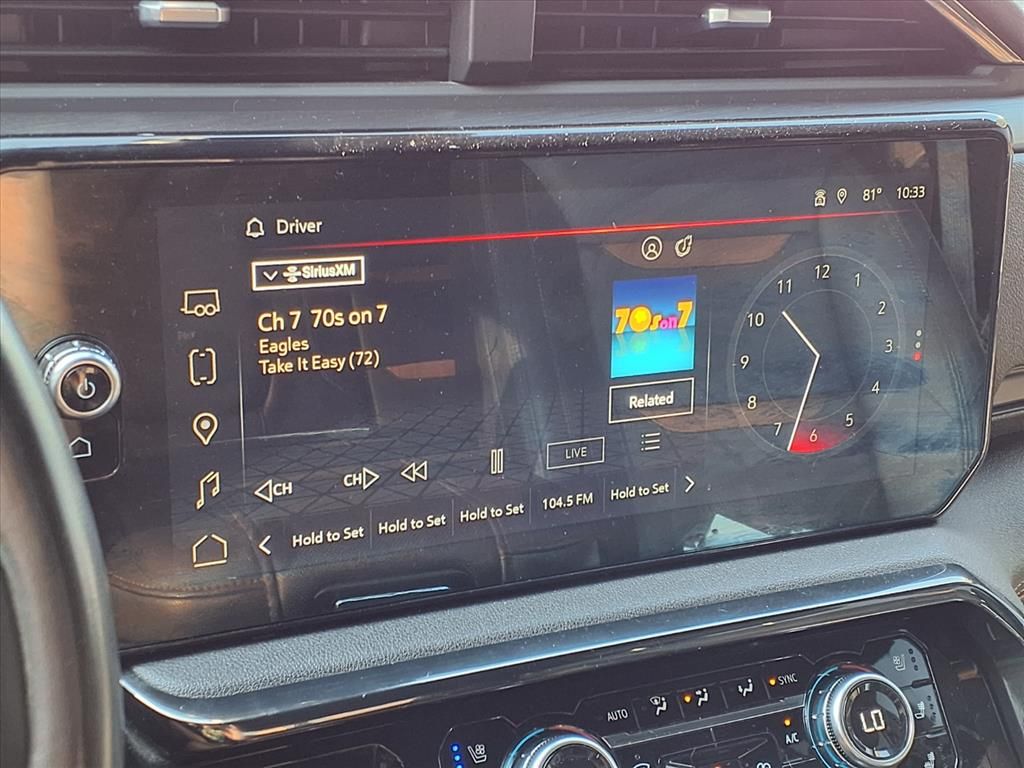 81° 10:33
Driver
SiriusXM
Ch 7 70s on 7
Eagles
Take It Easy (72)
70s on 7
Related
12
11 1
10 2
9 3
8 4
7 6 5
LIVE
CH CH
Hold to Set Hold to Set Hold to Set 104.5 FM Hold to Set
AUTO SYNC
A/C
LO